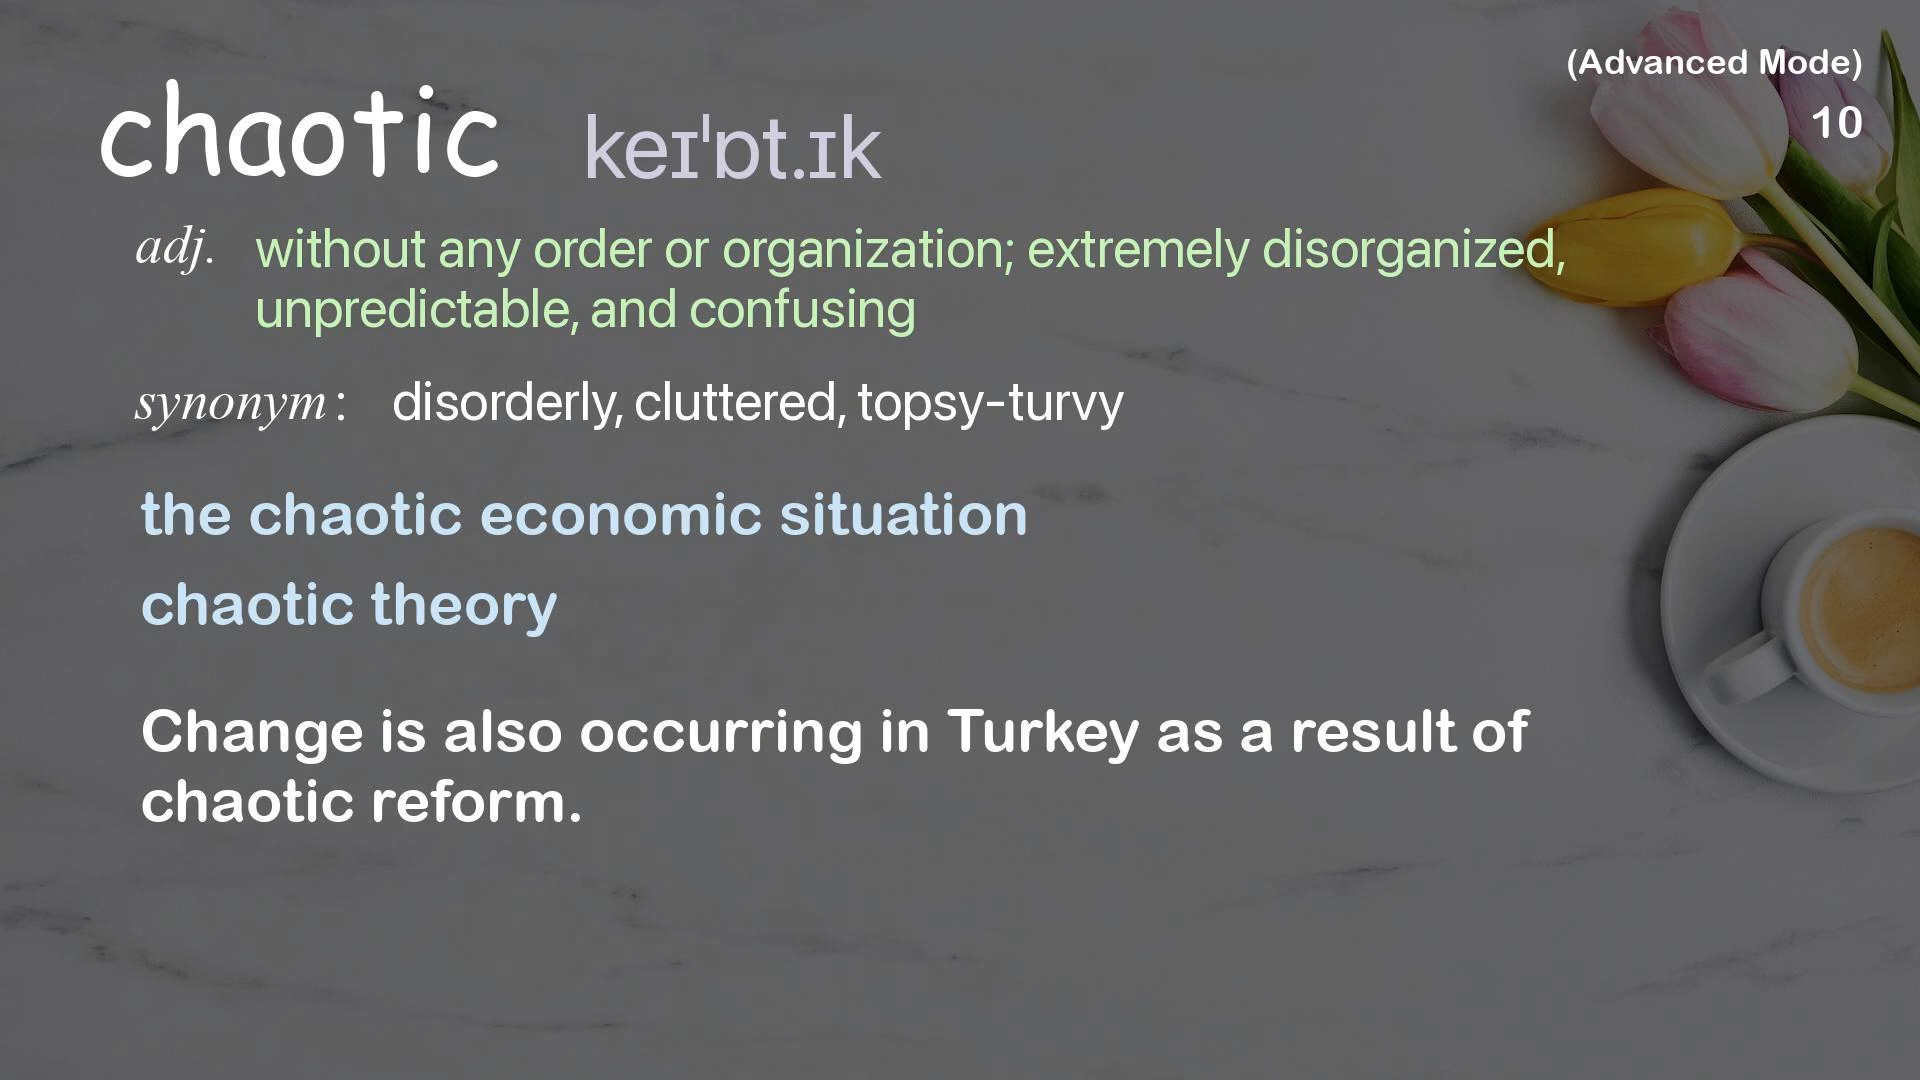 (Advanced Mode)
10
chaotic keɪˈɒt.ɪk
adj. without any order or organization; extremely disorganized,
unpredictable, and confusing
synonym: disorderly, cluttered, topsy-turvy
the chaotic economic situation
chaotic theory
Change is also occurring in Turkey as a result of
chaotic reform.